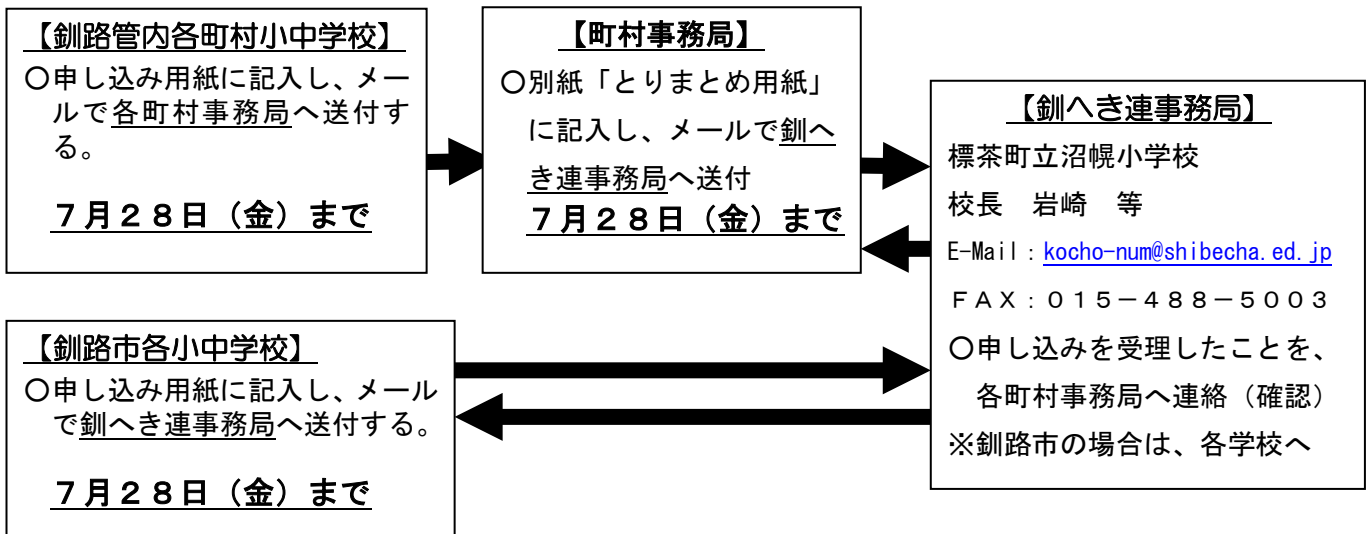 【釧路管内各町村小中学校】
〇申し込み用紙に記入し、メー
ルで各町村事務局へ送付す
る。
７月２８日（金）まで
【町村事務局】
〇別紙「とりまとめ用紙」
に記入し、メールで釧へ
き連事務局へ送付
７月２８日（金）まで
【釧へき連事務局】
標茶町立沼幌小学校
校長　岩崎　等
E-Mail：kocho-num@shibecha.ed.jp
ＦＡＸ：０１５－４８８－５００３
〇申し込みを受理したことを、
各町村事務局へ連絡（確認）
※釧路市の場合は、各学校へ
【釧路市各小中学校】
〇申し込み用紙に記入し、メール
で釧へき連事務局へ送付する。
７月２８日（金）まで